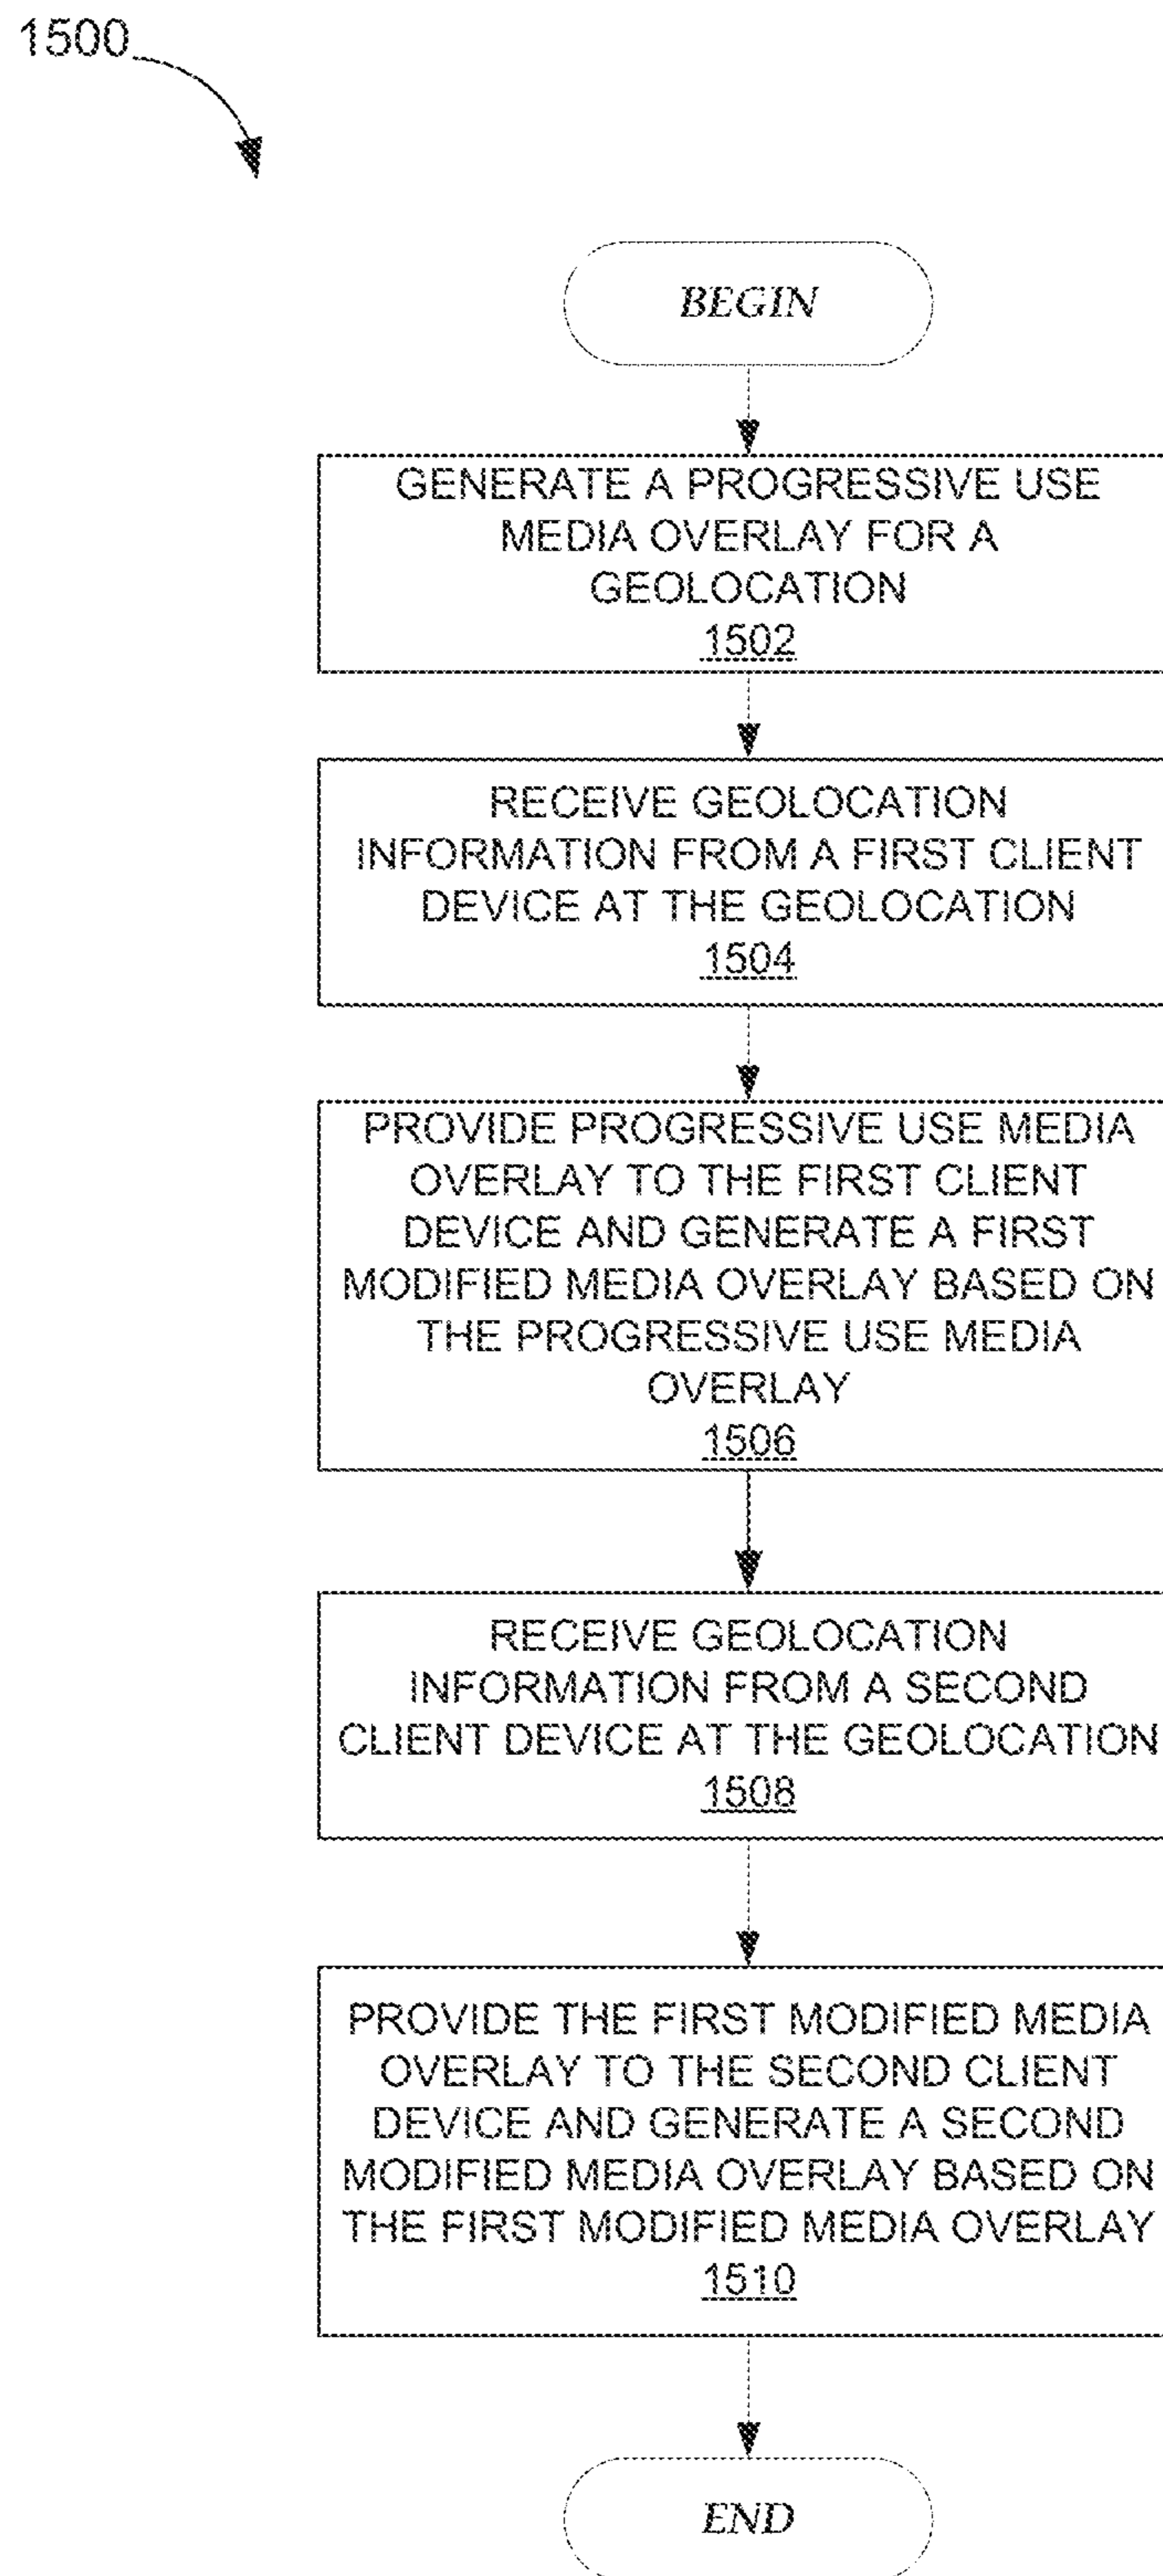 1500
BEGIN
GENERATE A PROGRESSIVE USE
MEDIA OVERLAY FOR A
GEOLOCATION
1502
RECEIVE GEOLOCATION
INFORMATION FROM A FIRST CLIENT
DEVICE AT THE GEOLOCATION
1504
PROVIDE PROGRESSIVE USE MEDIA
OVERLAY TO THE FIRST CLIENT
DEVICE AND GENERATE A FIRST
MODIFIED MEDIA OVERLAY BASED ON
THE PROGRESSIVE USE MEDIA
OVERLAY
1506
RECEIVE GEOLOCATION
INFORMATION FROM A SECOND
CLIENT DEVICE AT THE GEOLOCATION
1508
PROVIDE THE FIRST MODIFIED MEDIA
OVERLAY TO THE SECOND CLIENT
DEVICE AND GENERATE A SECOND
MODIFIED MEDIA OVERLAY BASED ON
THE FIRST MODIFIED MEDIA OVERLAY
1510
END